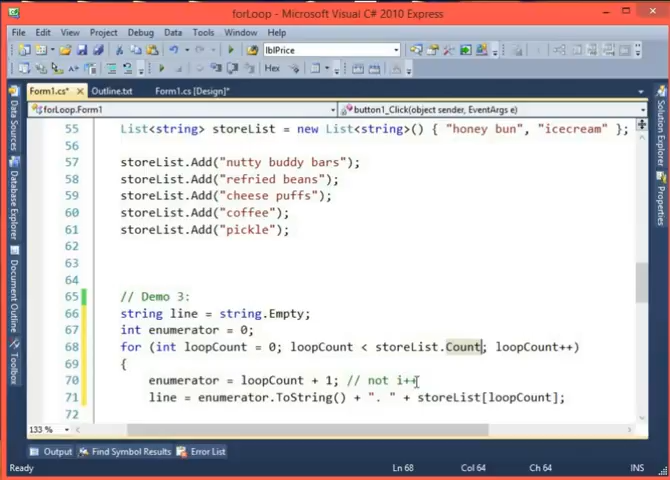 forLoop - Microsoft Visual C# 2010 Express
File Edit View Project Debug Data Tools Window Help
lblPrice
Hex
Form1.cs* Outline.txt Form1.cs [Design]*
forLoop.Form1 button1_Click(object sender, EventArgs e)
55 List<string> storeList = new List<string>() { "honey bun", "icecream" };
56
57 storeList.Add("nutty buddy bars");
58 storeList.Add("refried beans");
59 storeList.Add("cheese puffs");
60 storeList.Add("coffee");
61 storeList.Add("pickle");
62
63
64
65 // Demo 3:
66 string line = string.Empty;
67 int enumerator = 0;
68 for (int loopCount = 0; loopCount < storeList.Count; loopCount++)
69 {
70 enumerator = loopCount + 1; // not i++
71 line = enumerator.ToString() + ". " + storeList[loopCount];
72
133 %
Output Find Symbol Results Error List
Ready Ln 68 Col 64 Ch 64
Data Sources
Database Explorer
Document Outline
Toolbox
Solution Explorer
Properties